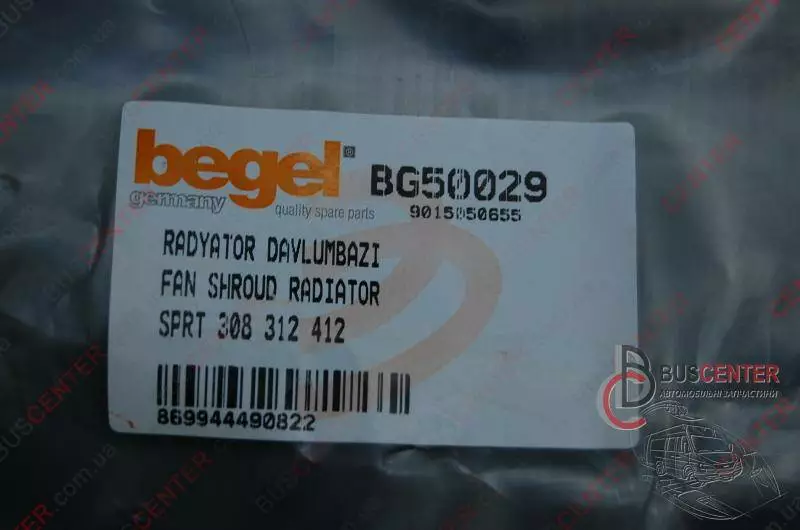 begel®
germany
quality spare parts
BG50029
9015050655
RADYATOR DAVLUMBAZI
FAN SHROUD RADIATOR
SPRT 308 312 412
869944490822
BUSCENTER
АВТОМОБІЛЬНІ ЗАПЧАСТИНИ